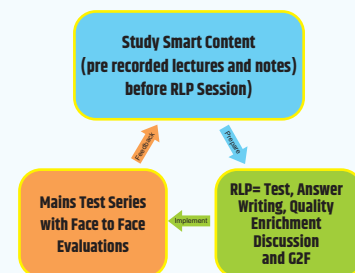 Study Smart Content
(pre recorded lectures and notes)
before RLP Session)
Feedback
Prepare
Mains Test Series
with Face to Face
Evaluations
Implement
RLP= Test, Answer
Writing, Quality
Enrichment
Discussion
and G2F